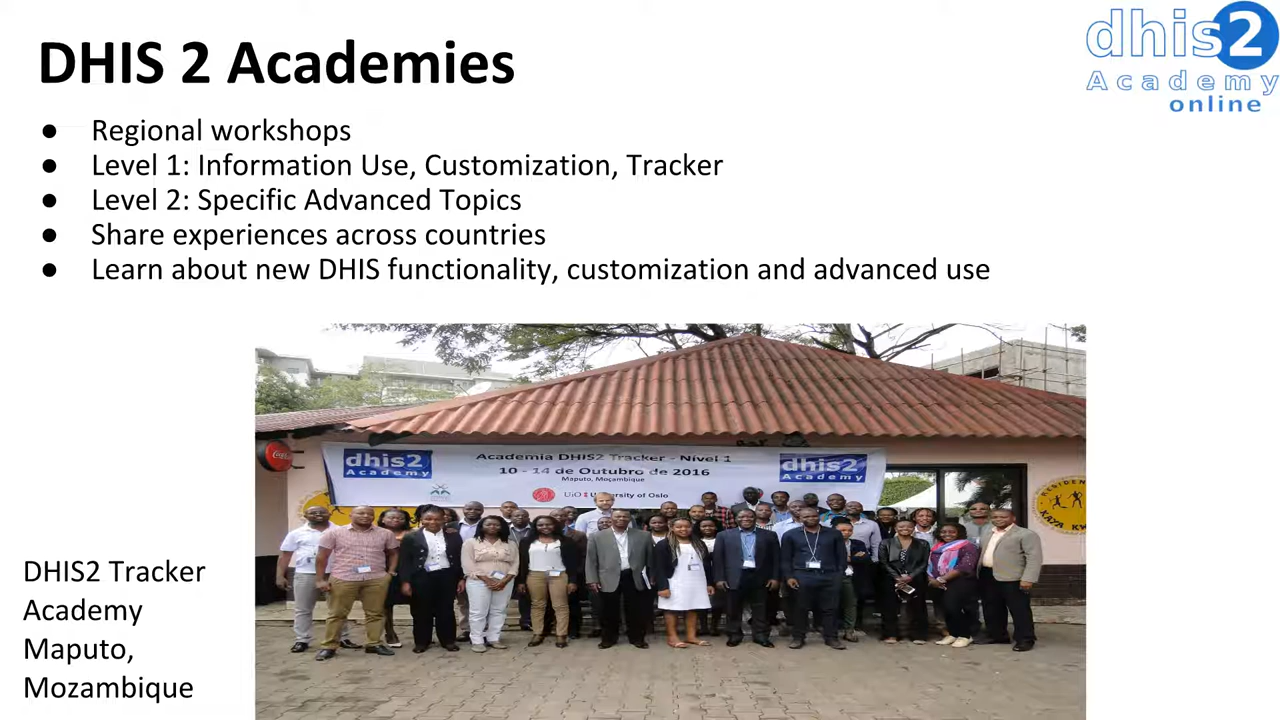 DHIS 2 Academies
dhis2
Academy
online
● Regional workshops
● Level 1: Information Use, Customization, Tracker
● Level 2: Specific Advanced Topics
● Share experiences across countries
● Learn about new DHIS functionality, customization and advanced use
dhis2
Academy
Academia DHIS2 Tracker - Nível 1
10 - 14 de Outubro de 2016
Maputo, Moçambique
UiO University of Oslo
dhis2
Academy
DHIS2 Tracker
Academy
Maputo,
Mozambique